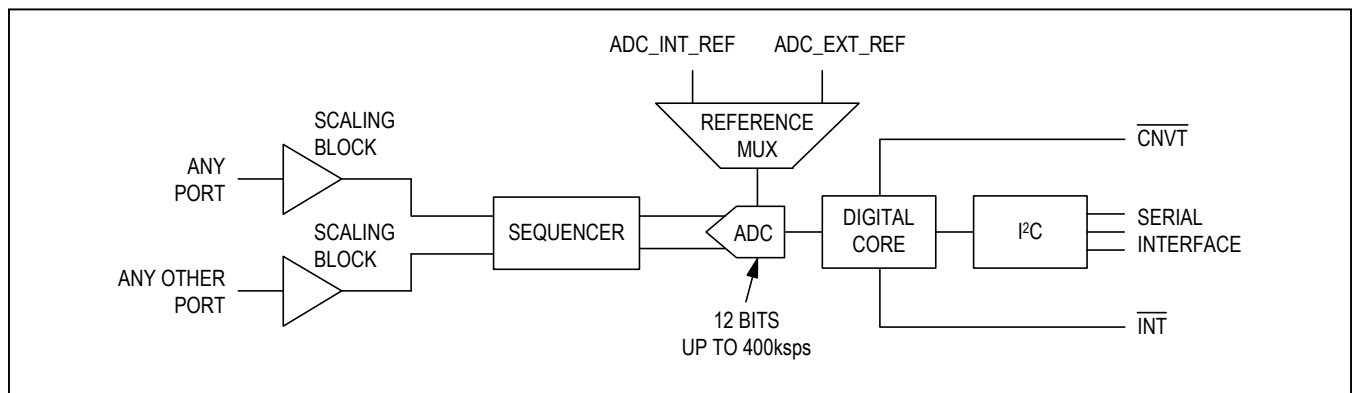 ADC_INT_REF
ADC_EXT_REF
REFERENCE
MUX
SCALING
BLOCK
ANY
PORT
SCALING
BLOCK
ANY OTHER
PORT
SEQUENCER
ADC
12 BITS
UP TO 400ksps
DIGITAL
CORE
I²C
CNVT
SERIAL
INTERFACE
INT